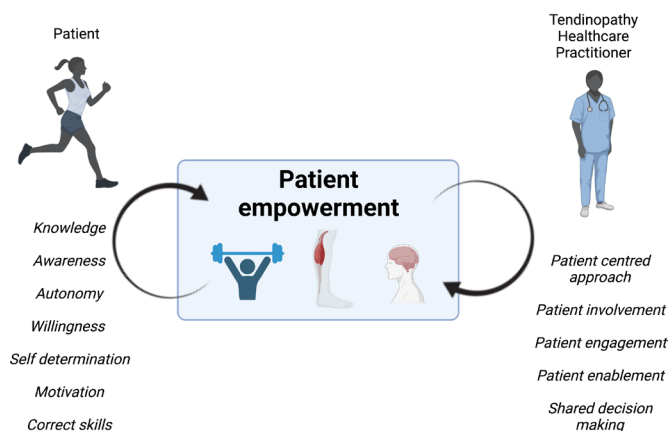 Patient
Tendinopathy
Healthcare
Practitioner
Patient
empowerment
Knowledge
Awareness
Autonomy
Willingness
Self determination
Motivation
Correct skills
Patient centred
approach
Patient involvement
Patient engagement
Patient enablement
Shared decision
making